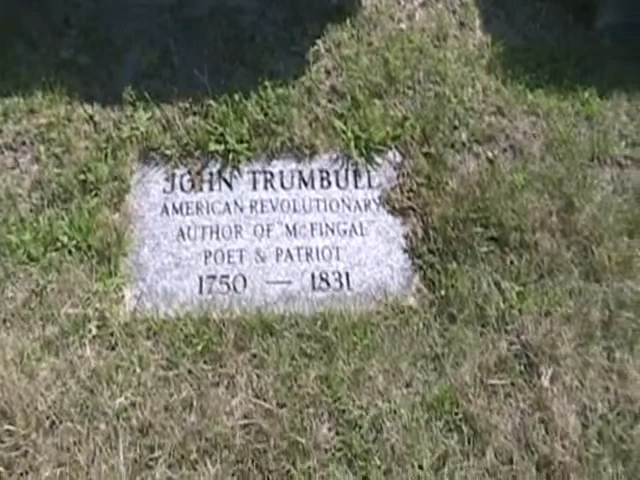 JOHN TRUMBULL
AMERICAN REVOLUTIONARY
AUTHOR OF McFINGAL
POET & PATRIOT
1750 — 1831